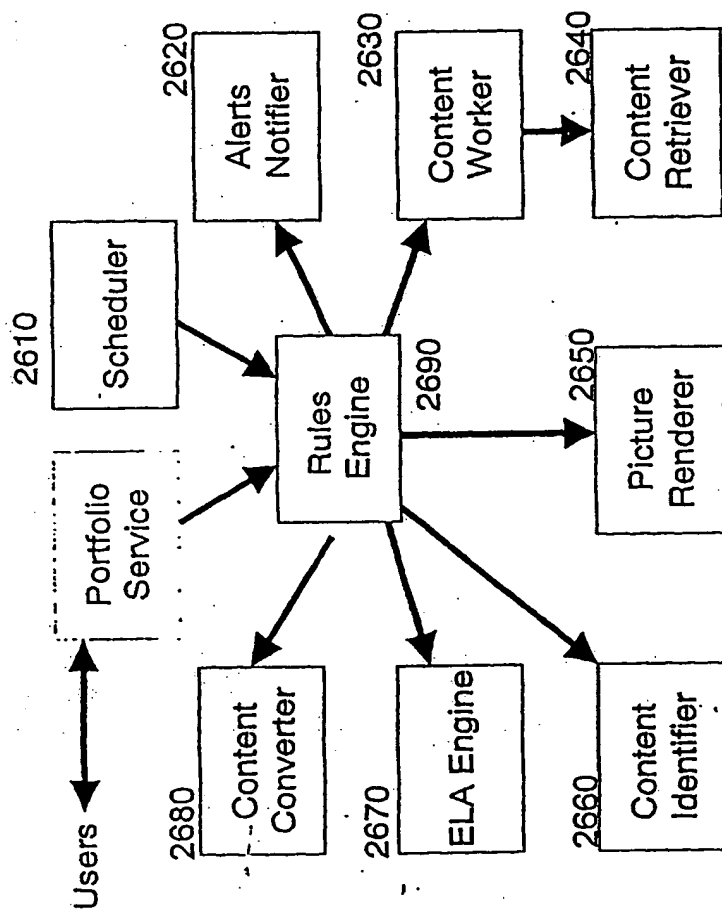 Users
Portfolio
Service
2610
Scheduler
2620
Alerts
Notifier
2680
Content
Converter
Rules
Engine
2690
2630
Content
Worker
2670
ELA Engine
2640
Content
Retriever
2660
Content
Identifier
2650
Picture
Renderer